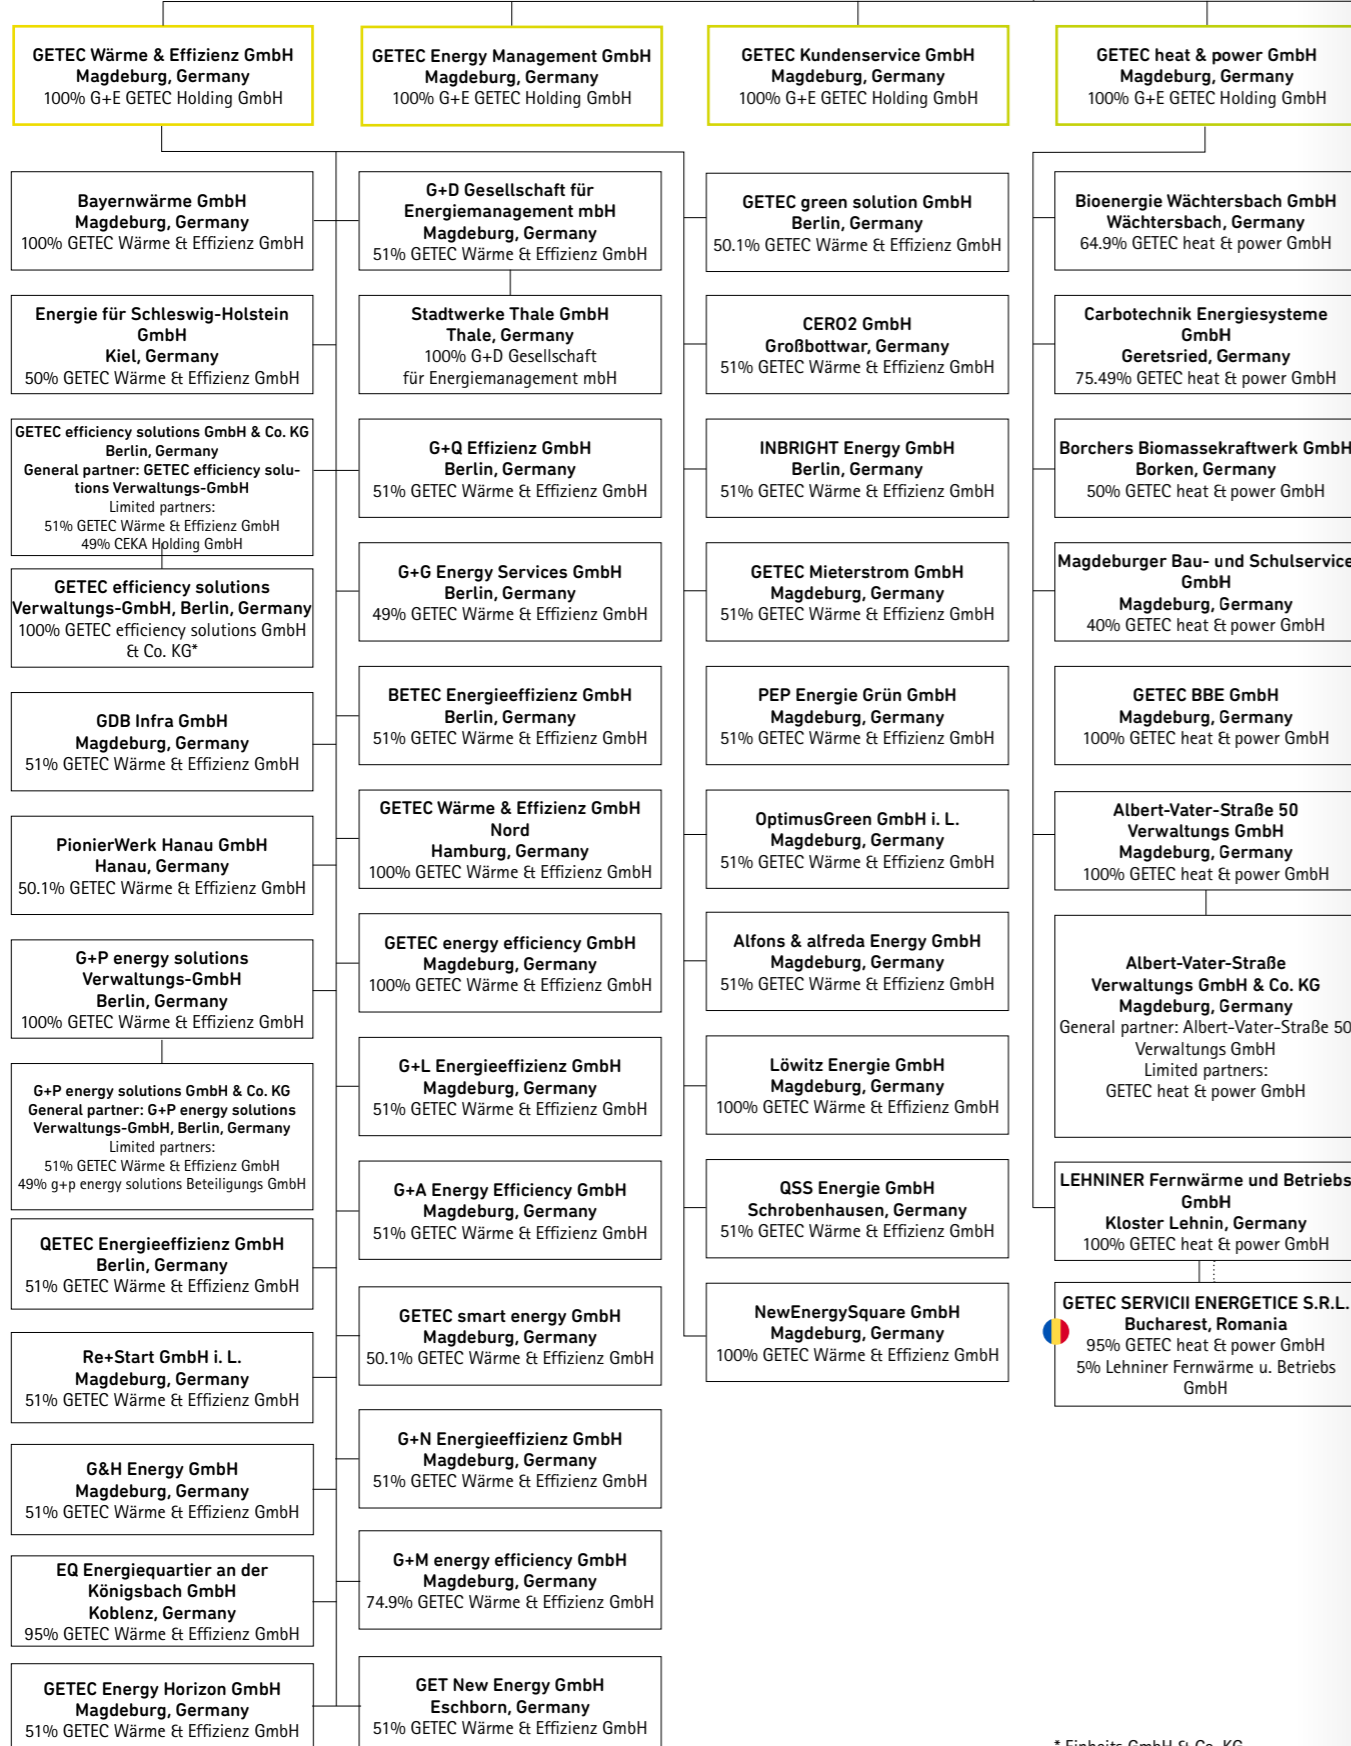 GETEC Wärme & Effizienz GmbH
Magdeburg, Germany
100% G+E GETEC Holding GmbH
GETEC Energy Management GmbH
Magdeburg, Germany
100% G+E GETEC Holding GmbH
GETEC Kundenservice GmbH
Magdeburg, Germany
100% G+E GETEC Holding GmbH
GETEC heat & power GmbH
Magdeburg, Germany
100% G+E GETEC Holding GmbH
Bayernwärme GmbH
Magdeburg, Germany
100% GETEC Wärme & Effizienz GmbH
Energie für Schleswig-Holstein
GmbH
Kiel, Germany
50% GETEC Wärme & Effizienz GmbH
GETEC efficiency solutions GmbH & Co. KG
Berlin, Germany
General partner: GETEC efficiency solu-
tions Verwaltungs-GmbH
Limited partners:
51% GETEC Wärme & Effizienz GmbH
49% CEKA Holding GmbH
GETEC efficiency solutions
Verwaltungs-GmbH, Berlin, Germany
100% GETEC efficiency solutions GmbH
& Co. KG*
GDB Infra GmbH
Magdeburg, Germany
51% GETEC Wärme & Effizienz GmbH
PionierWerk Hanau GmbH
Hanau, Germany
50.1% GETEC Wärme & Effizienz GmbH
G+P energy solutions
Verwaltungs-GmbH
Berlin, Germany
100% GETEC Wärme & Effizienz GmbH
G+P energy solutions GmbH & Co. KG
General partner: G+P energy solutions
Verwaltungs-GmbH, Berlin, Germany
Limited partners:
51% GETEC Wärme & Effizienz GmbH
49% g+p energy solutions Beteiligungs GmbH
QETEC Energieeffizienz GmbH
Berlin, Germany
51% GETEC Wärme & Effizienz GmbH
Re+Start GmbH i. L.
Magdeburg, Germany
51% GETEC Wärme & Effizienz GmbH
G&H Energy GmbH
Magdeburg, Germany
51% GETEC Wärme & Effizienz GmbH
EQ Energiequartier an der
Königsbach GmbH
Koblenz, Germany
95% GETEC Wärme & Effizienz GmbH
GETEC Energy Horizon GmbH
Magdeburg, Germany
51% GETEC Wärme & Effizienz GmbH
G+D Gesellschaft für
Energiemanagement mbH
Magdeburg, Germany
51% GETEC Wärme & Effizienz GmbH
Stadtwerke Thale GmbH
Thale, Germany
100% G+D Gesellschaft
für Energiemanagement mbH
G+Q Effizienz GmbH
Berlin, Germany
51% GETEC Wärme & Effizienz GmbH
G+G Energy Services GmbH
Berlin, Germany
49% GETEC Wärme & Effizienz GmbH
BETEC Energieeffizienz GmbH
Berlin, Germany
51% GETEC Wärme & Effizienz GmbH
GETEC Wärme & Effizienz GmbH
Nord
Hamburg, Germany
100% GETEC Wärme & Effizienz GmbH
GETEC energy efficiency GmbH
Magdeburg, Germany
100% GETEC Wärme & Effizienz GmbH
G+L Energieeffizienz GmbH
Magdeburg, Germany
51% GETEC Wärme & Effizienz GmbH
G+A Energy Efficiency GmbH
Magdeburg, Germany
51% GETEC Wärme & Effizienz GmbH
GETEC smart energy GmbH
Magdeburg, Germany
50.1% GETEC Wärme & Effizienz GmbH
G+N Energieeffizienz GmbH
Magdeburg, Germany
51% GETEC Wärme & Effizienz GmbH
G+M energy efficiency GmbH
Magdeburg, Germany
74.9% GETEC Wärme & Effizienz GmbH
GET New Energy GmbH
Eschborn, Germany
51% GETEC Wärme & Effizienz GmbH
GETEC green solution GmbH
Berlin, Germany
50.1% GETEC Wärme & Effizienz GmbH
CERO2 GmbH
Großbottwar, Germany
51% GETEC Wärme & Effizienz GmbH
INBRIGHT Energy GmbH
Berlin, Germany
51% GETEC Wärme & Effizienz GmbH
GETEC Mieterstrom GmbH
Magdeburg, Germany
51% GETEC Wärme & Effizienz GmbH
PEP Energie Grün GmbH
Magdeburg, Germany
51% GETEC Wärme & Effizienz GmbH
OptimusGreen GmbH i. L.
Magdeburg, Germany
51% GETEC Wärme & Effizienz GmbH
Alfons & alfreda Energy GmbH
Magdeburg, Germany
51% GETEC Wärme & Effizienz GmbH
Löwitz Energie GmbH
Magdeburg, Germany
100% GETEC Wärme & Effizienz GmbH
QSS Energie GmbH
Schrobenhausen, Germany
51% GETEC Wärme & Effizienz GmbH
NewEnergySquare GmbH
Magdeburg, Germany
100% GETEC Wärme & Effizienz GmbH
Bioenergie Wächtersbach GmbH
Wächtersbach, Germany
64.9% GETEC heat & power GmbH
Carbotechnik Energiesysteme
GmbH
Geretsried, Germany
75.49% GETEC heat & power GmbH
Borchers Biomassekraftwerk GmbH
Borken, Germany
50% GETEC heat & power GmbH
Magdeburger Bau- und Schulservice
GmbH
Magdeburg, Germany
40% GETEC heat & power GmbH
GETEC BBE GmbH
Magdeburg, Germany
100% GETEC heat & power GmbH
Albert-Vater-Straße 50
Verwaltungs GmbH
Magdeburg, Germany
100% GETEC heat & power GmbH
Albert-Vater-Straße
Verwaltungs GmbH & Co. KG
Magdeburg, Germany
General partner: Albert-Vater-Straße 50
Verwaltungs GmbH
Limited partners:
GETEC heat & power GmbH
LEHNINER Fernwärme und Betriebs
GmbH
Kloster Lehnin, Germany
100% GETEC heat & power GmbH
GETEC SERVICII ENERGETICE S.R.L.
Bucharest, Romania
95% GETEC heat & power GmbH
5% Lehniner Fernwärme u. Betriebs
GmbH
* Einheits GmbH & Co. KG